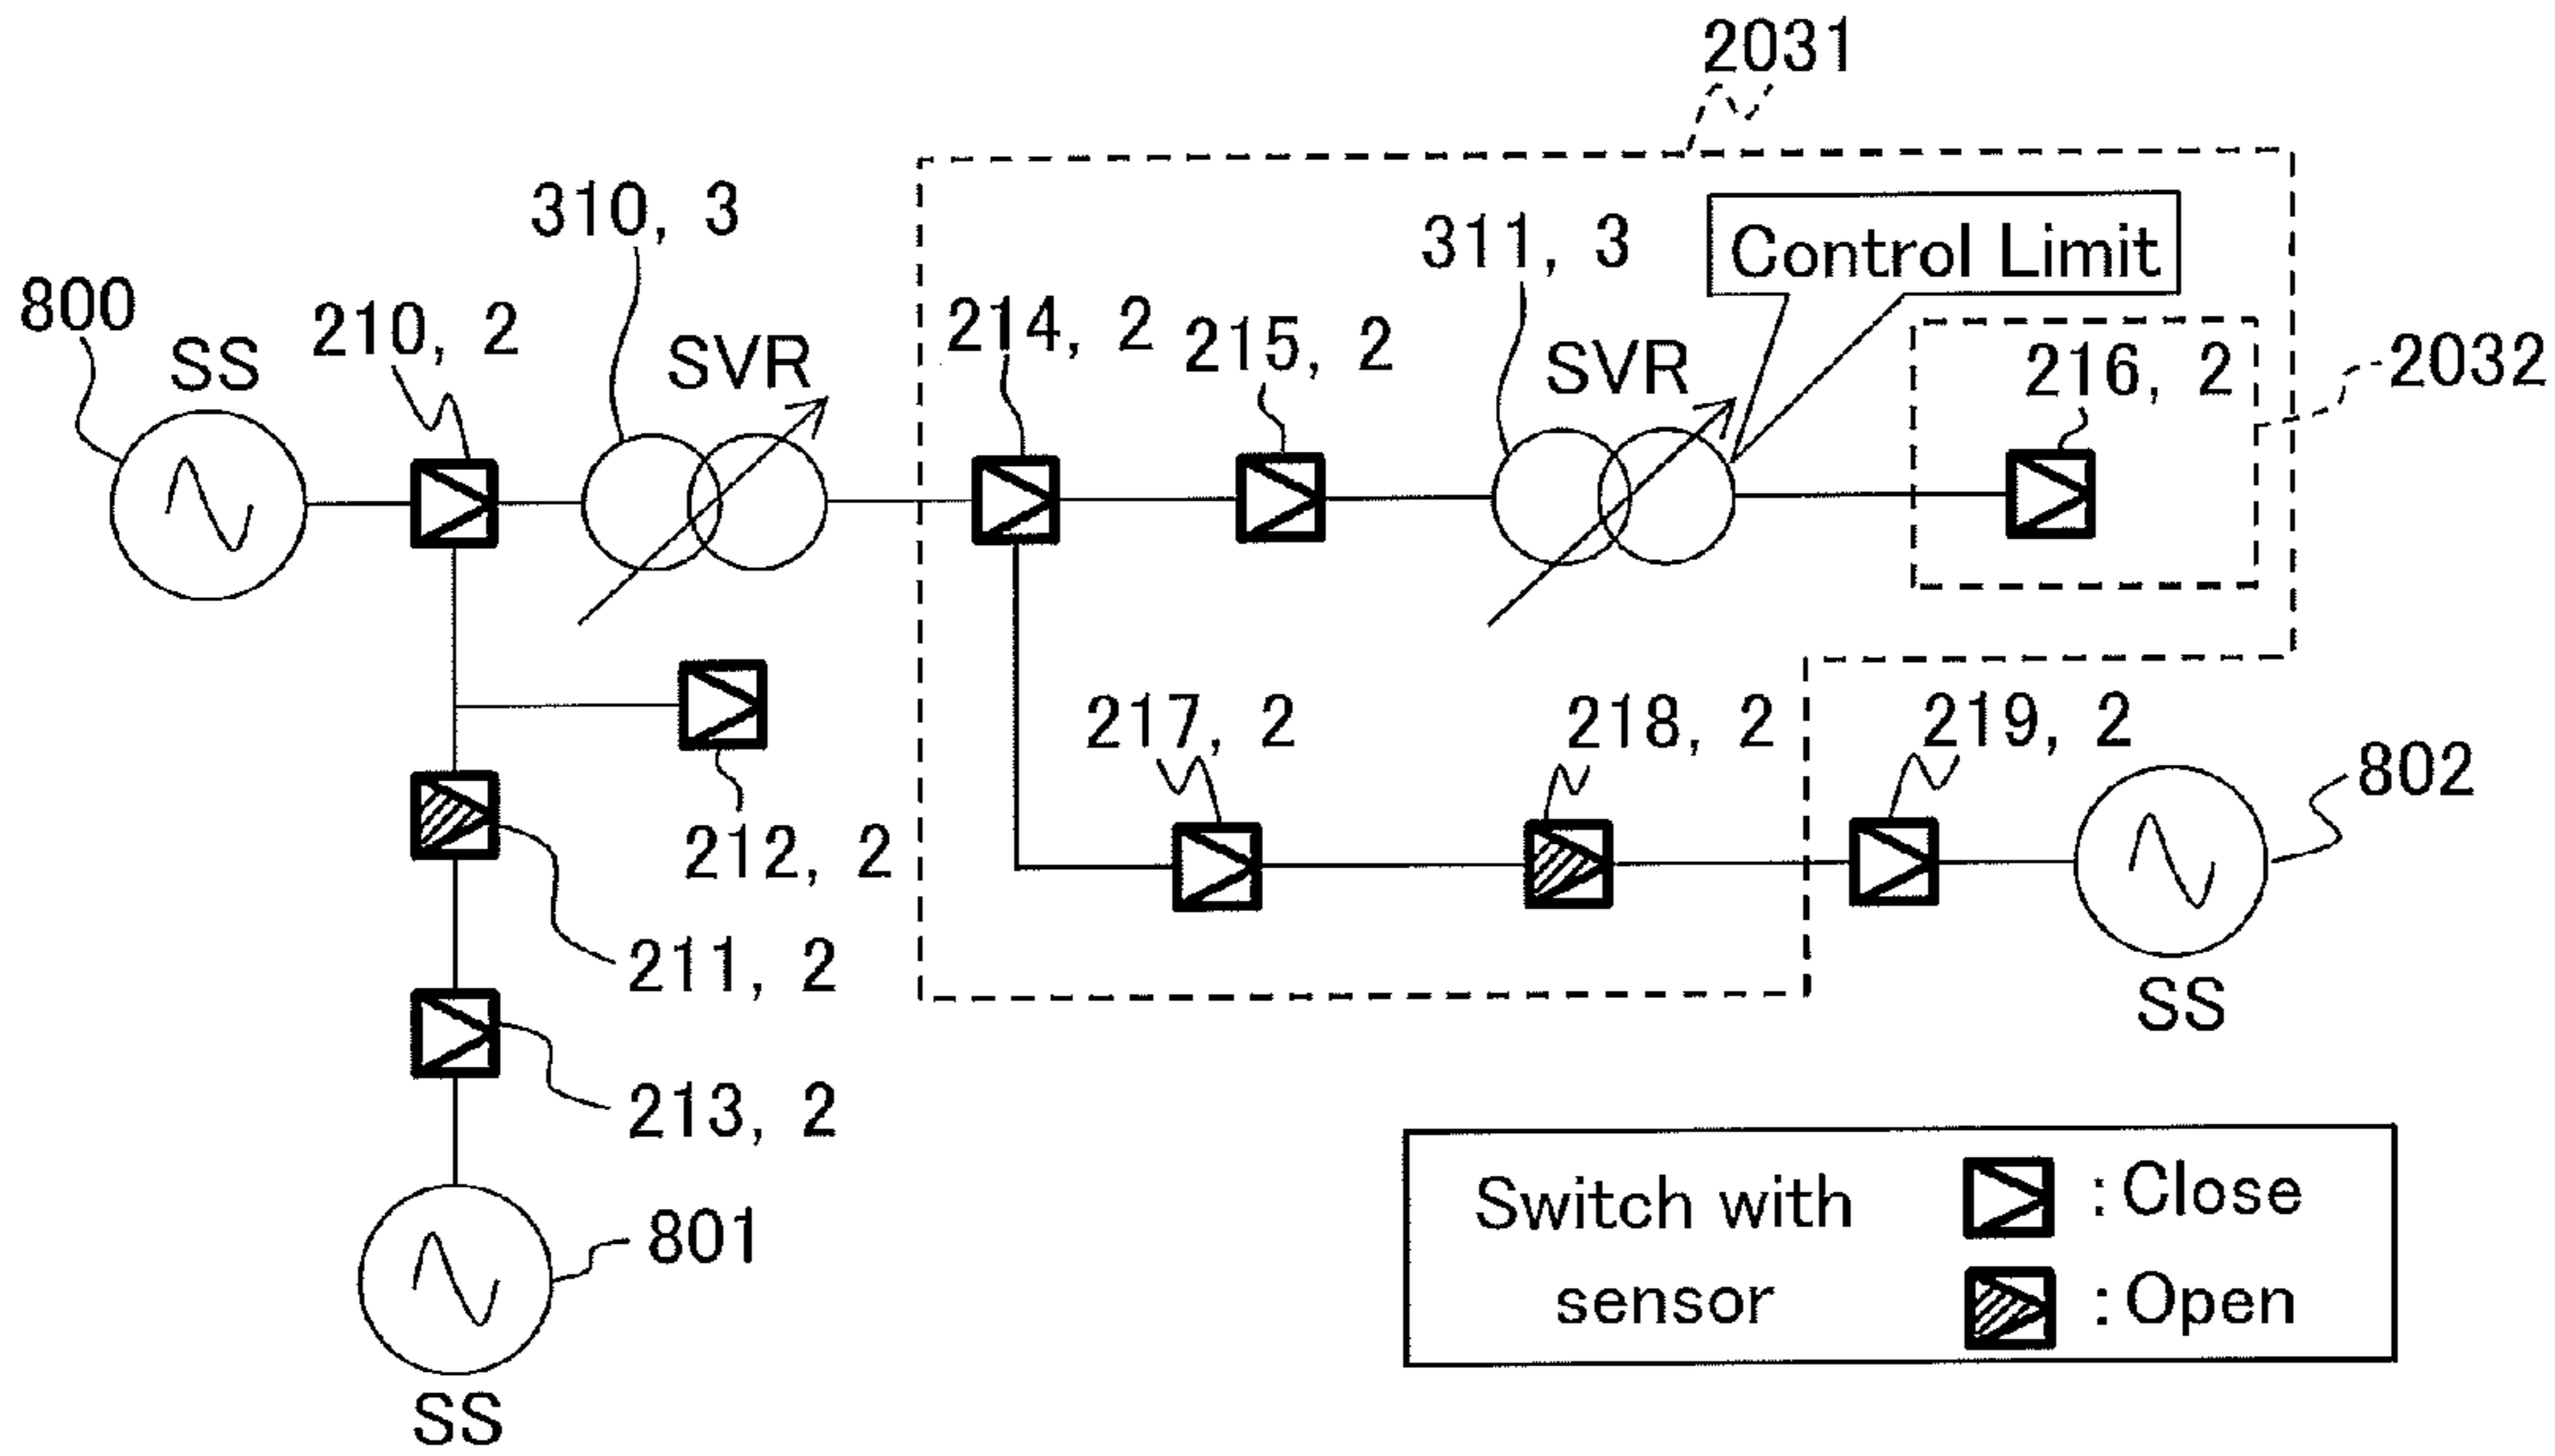 2031
310, 3
311, 3
Control Limit
800
SS
210, 2
SVR
214, 2
215, 2
SVR
216, 2
2032
217, 2
218, 2
219, 2
802
212, 2
211, 2
SS
213, 2
Switch with
sensor
:Close
:Open
801
SS